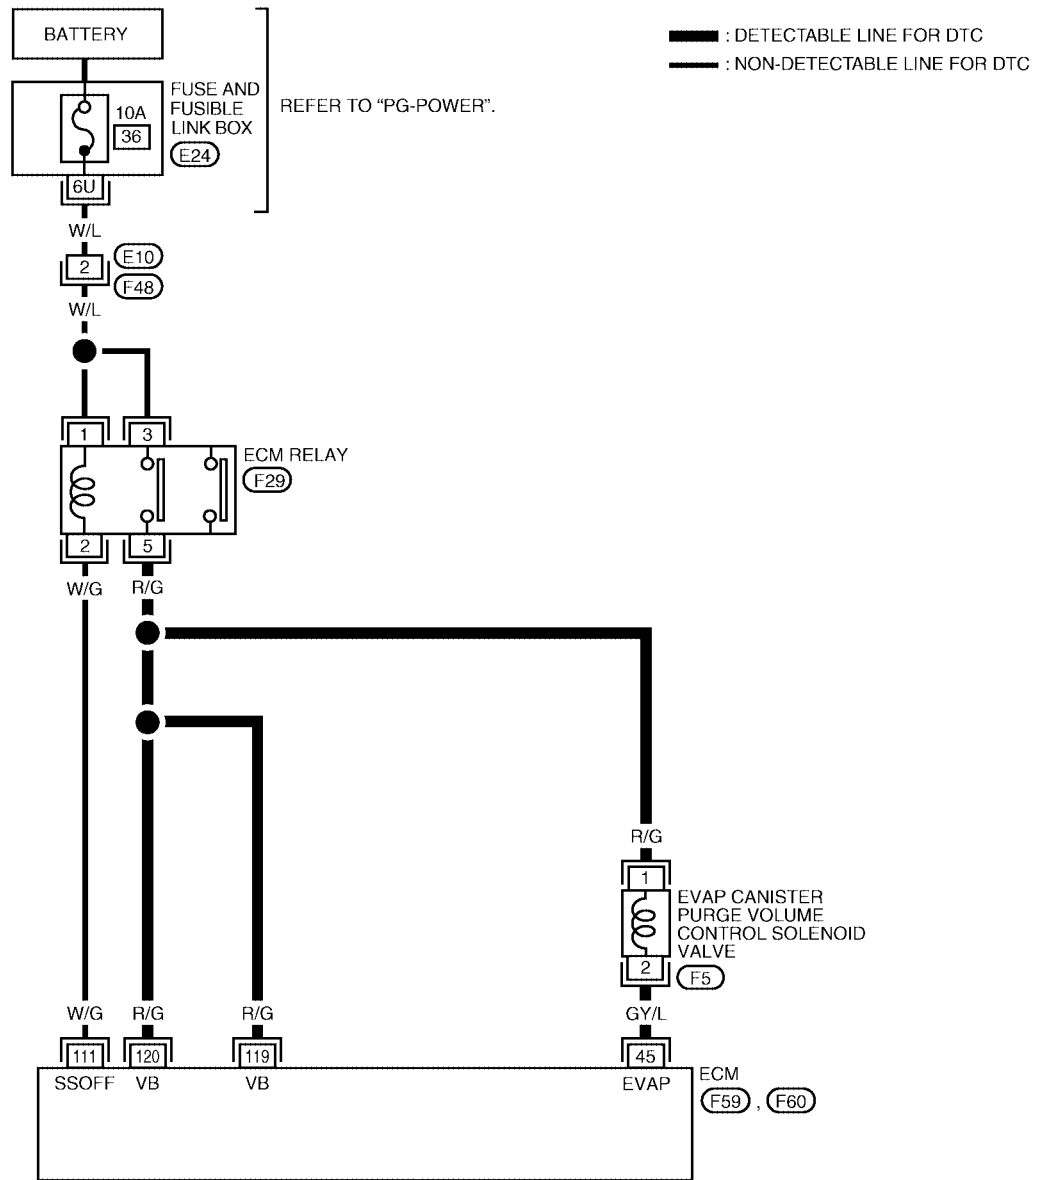 BATTERY
: DETECTABLE LINE FOR DTC
: NON-DETECTABLE LINE FOR DTC
FUSE AND
FUSIBLE
LINK BOX
E24
10A
36
REFER TO “PG-POWER”.
6U
W/L
2
E10
F48
W/L
1
3
ECM RELAY
F29
2
5
W/G
R/G
R/G
1
EVAP CANISTER
PURGE VOLUME
CONTROL SOLENOID
VALVE
2
F5
W/G
R/G
R/G
GY/L
111
120
119
45
SSOFF
VB
VB
EVAP
ECM
F59 , F60